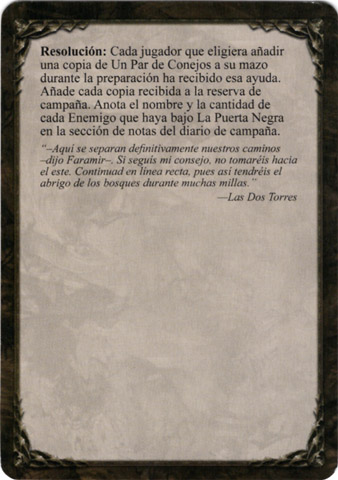 Resolución: Cada jugador que eligiera añadir
una copia de Un Par de Conejos a su mazo
durante la preparación ha recibido esa ayuda.
Añade cada copia recibida a la reserva de
campaña. Anota el nombre y la cantidad de
cada Enemigo que haya bajo La Puerta Negra
en la sección de notas del diario de campaña.
“–Aquí se separan definitivamente nuestros caminos
–dijo Faramir–. Si seguís mi consejo, no tomaréis hacia
el este. Continuad en línea recta, pues así tendréis el
abrigo de los bosques durante muchas millas.”
—Las Dos Torres